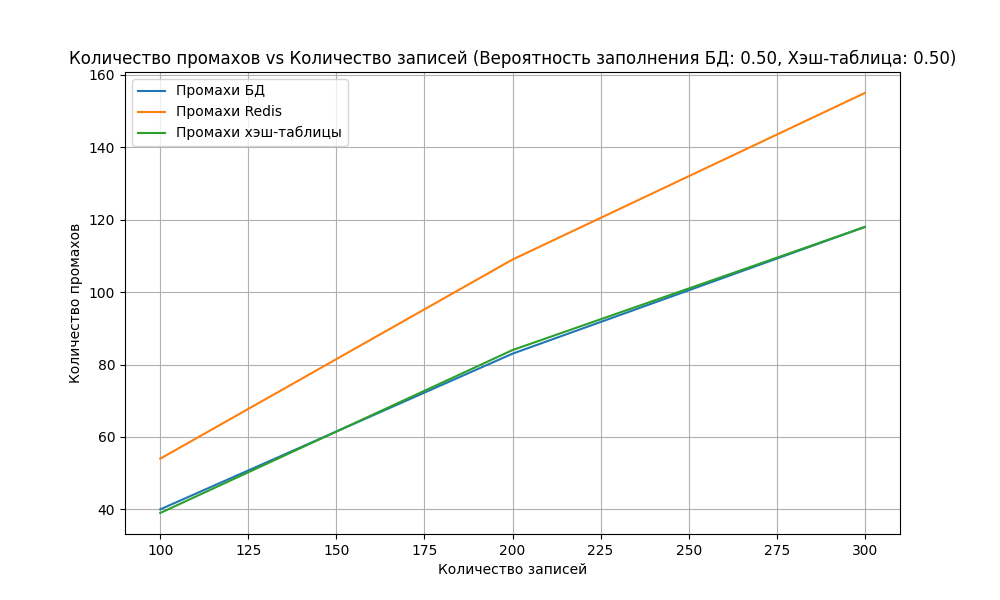 Количество промахов vs Количество записей (Вероятность заполнения БД: 0.50, Хэш-таблица: 0.50)
Промахи БД
Промахи Redis
Промахи хэш-таблицы
160
140
120
100
80
60
40
Количество промахов
100 125 150 175 200 225 250 275 300
Количество записей